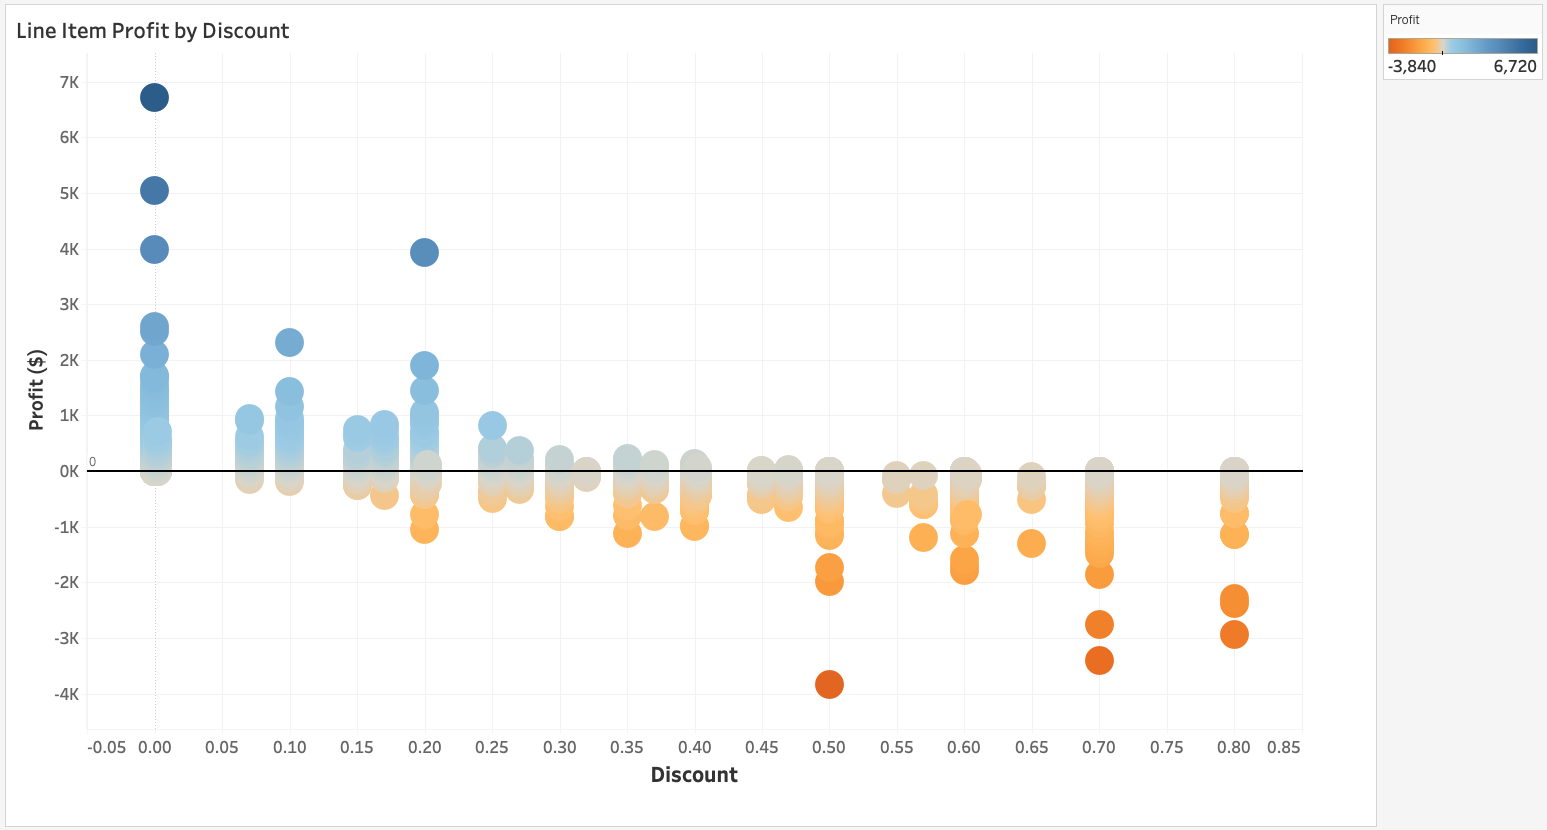 Line Item Profit by Discount
Profit
-3,840 6,720
7K
6K
5K
4K
3K
2K
1K
0K
-1K
-2K
-3K
-4K
Profit ($)
0
-0.05 0.00 0.05 0.10 0.15 0.20 0.25 0.30 0.35 0.40 0.45 0.50 0.55 0.60 0.65 0.70 0.75 0.80 0.85
Discount